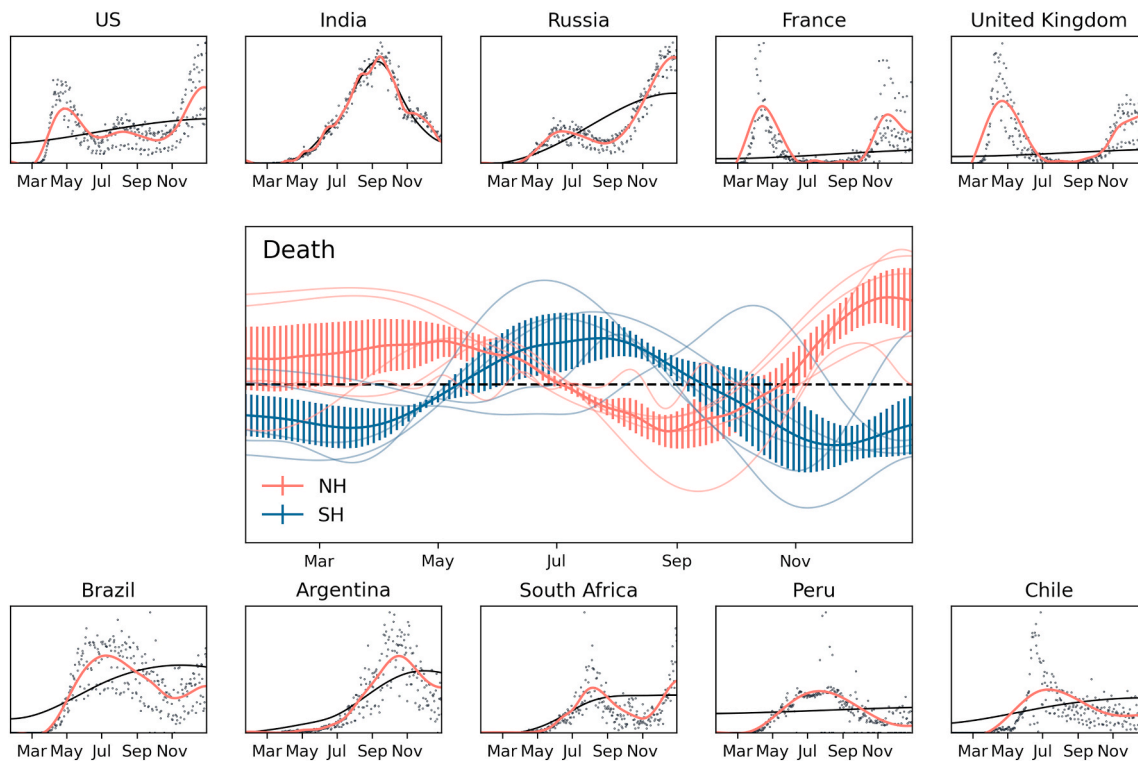 US India Russia France United Kingdom
Mar May Jul Sep Nov Mar May Jul Sep Nov Mar May Jul Sep Nov Mar May Jul Sep Nov Mar May Jul Sep Nov
Death
NH
SH
Mar May Jul Sep Nov
Brazil Argentina South Africa Peru Chile
Mar May Jul Sep Nov Mar May Jul Sep Nov Mar May Jul Sep Nov Mar May Jul Sep Nov Mar May Jul Sep Nov